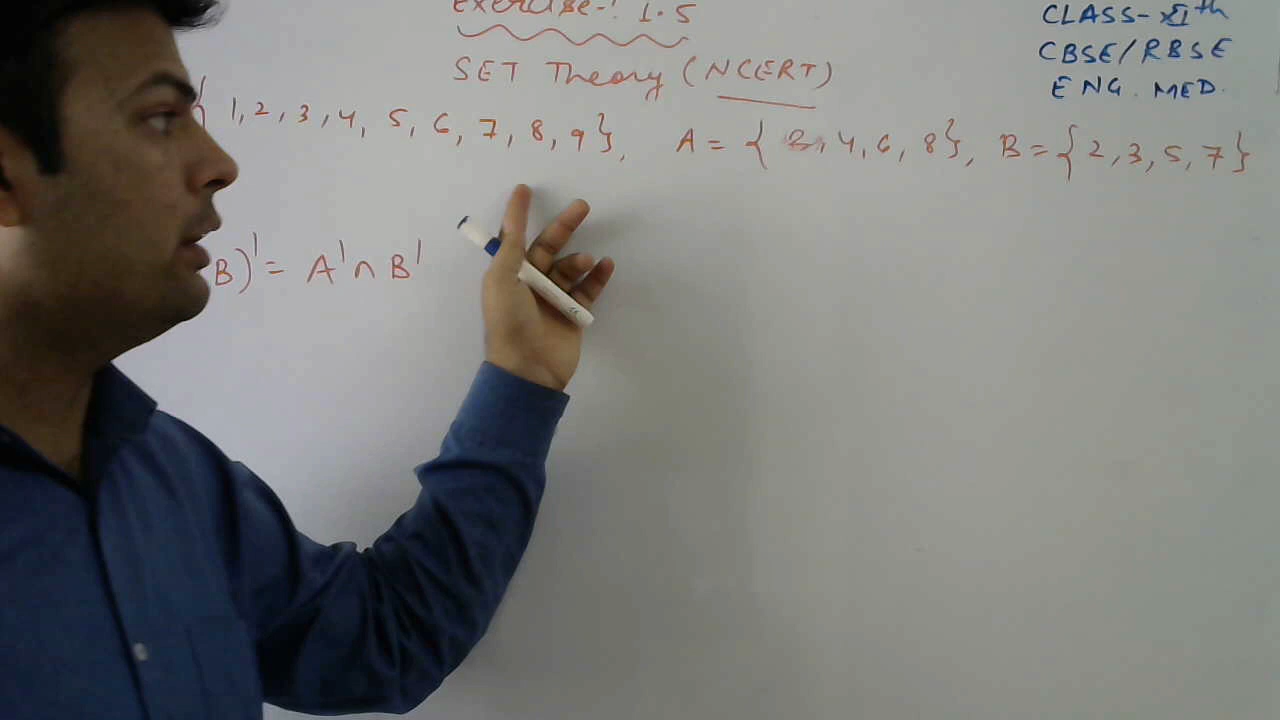 Exercise-: 1.5
CLASS- XIth
CBSE/RBSE
ENG. MED.
SET Theory (NCERT)
{ 1, 2, 3, 4, 5, 6, 7, 8, 9}, A = { , 4, 6, 8}, B = {2, 3, 5, 7}
B)' = A' ∩ B'